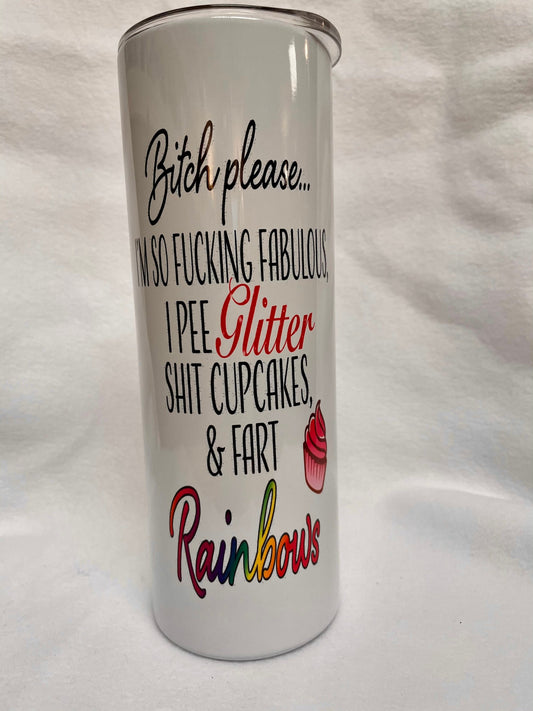 Bitch please...
I'M SO FUCKING FABULOUS,
I PEE Glitter
SHIT CUPCAKES,
& FART
Rainbows